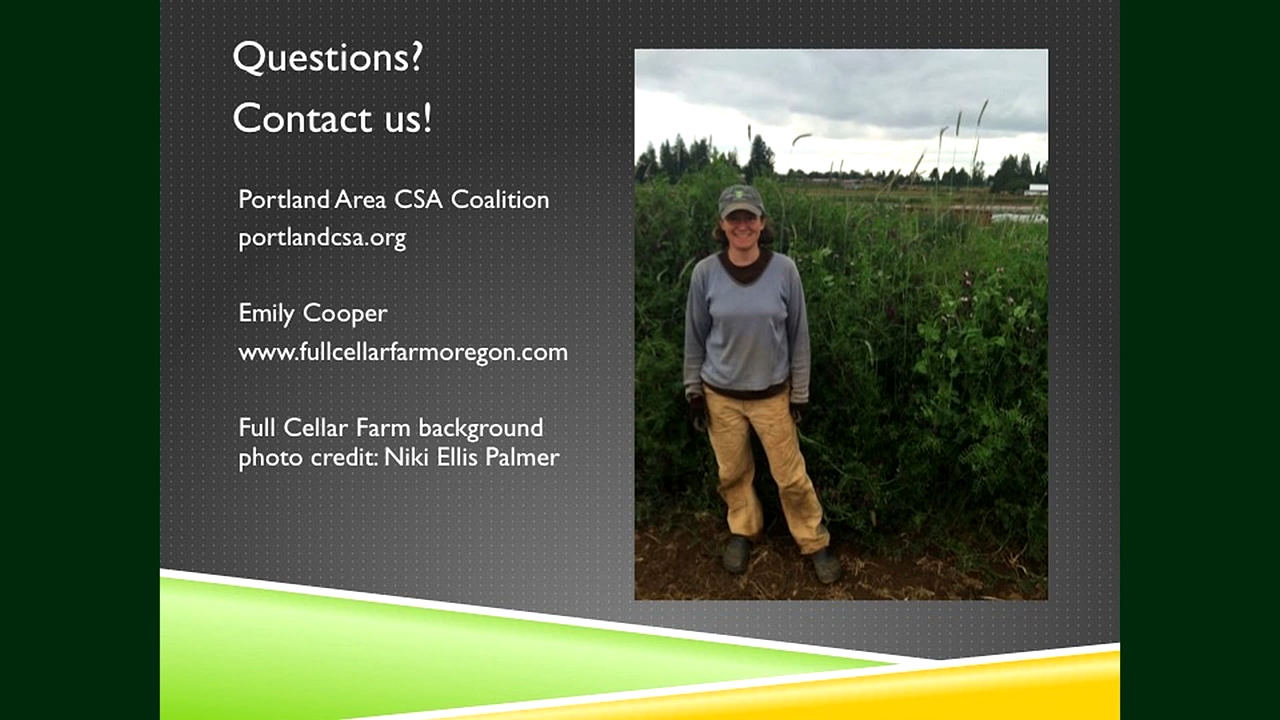 Questions?
Contact us!
Portland Area CSA Coalition
portlandcsa.org
Emily Cooper
www.fullcellarfarmoregon.com
Full Cellar Farm background
photo credit: Niki Ellis Palmer